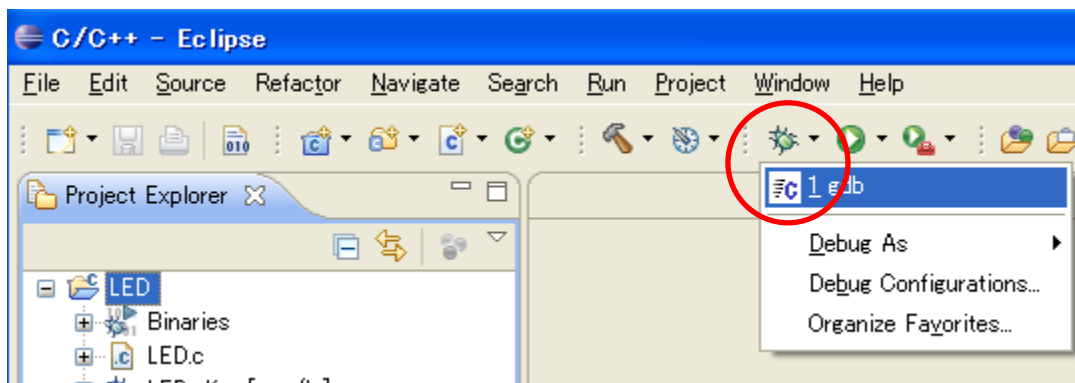 C/C++ - Eclipse
File Edit Source Refactor Navigate Search Run Project Window Help
010
Project Explorer
1 gdb
Debug As
Debug Configurations...
Organize Favorites...
LED
Binaries
LED.c